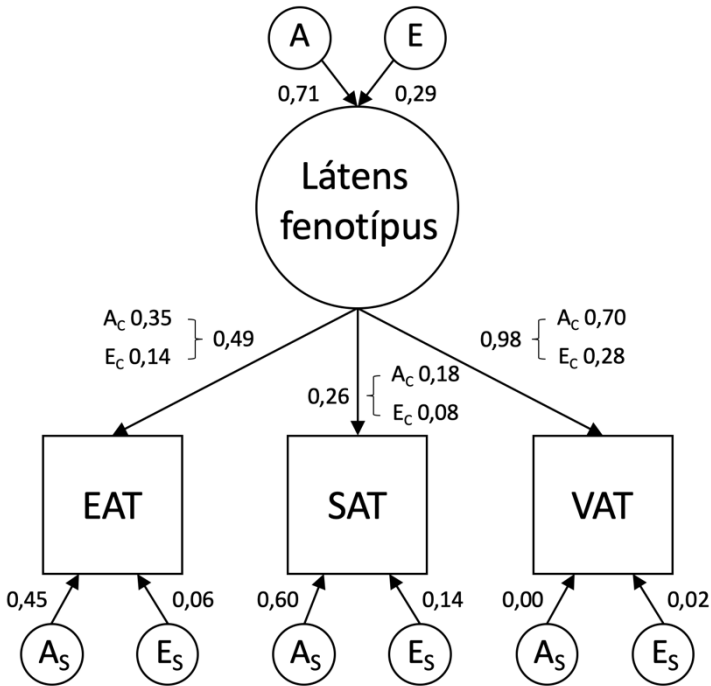 A E
0,71 0,29
Látens
fenotípus
A_C 0,35
E_C 0,14
0,49
0,26
A_C 0,18
E_C 0,08
0,98
A_C 0,70
E_C 0,28
EAT SAT VAT
0,45 0,06 0,60 0,14 0,00 0,02
A_S E_S A_S E_S A_S E_S